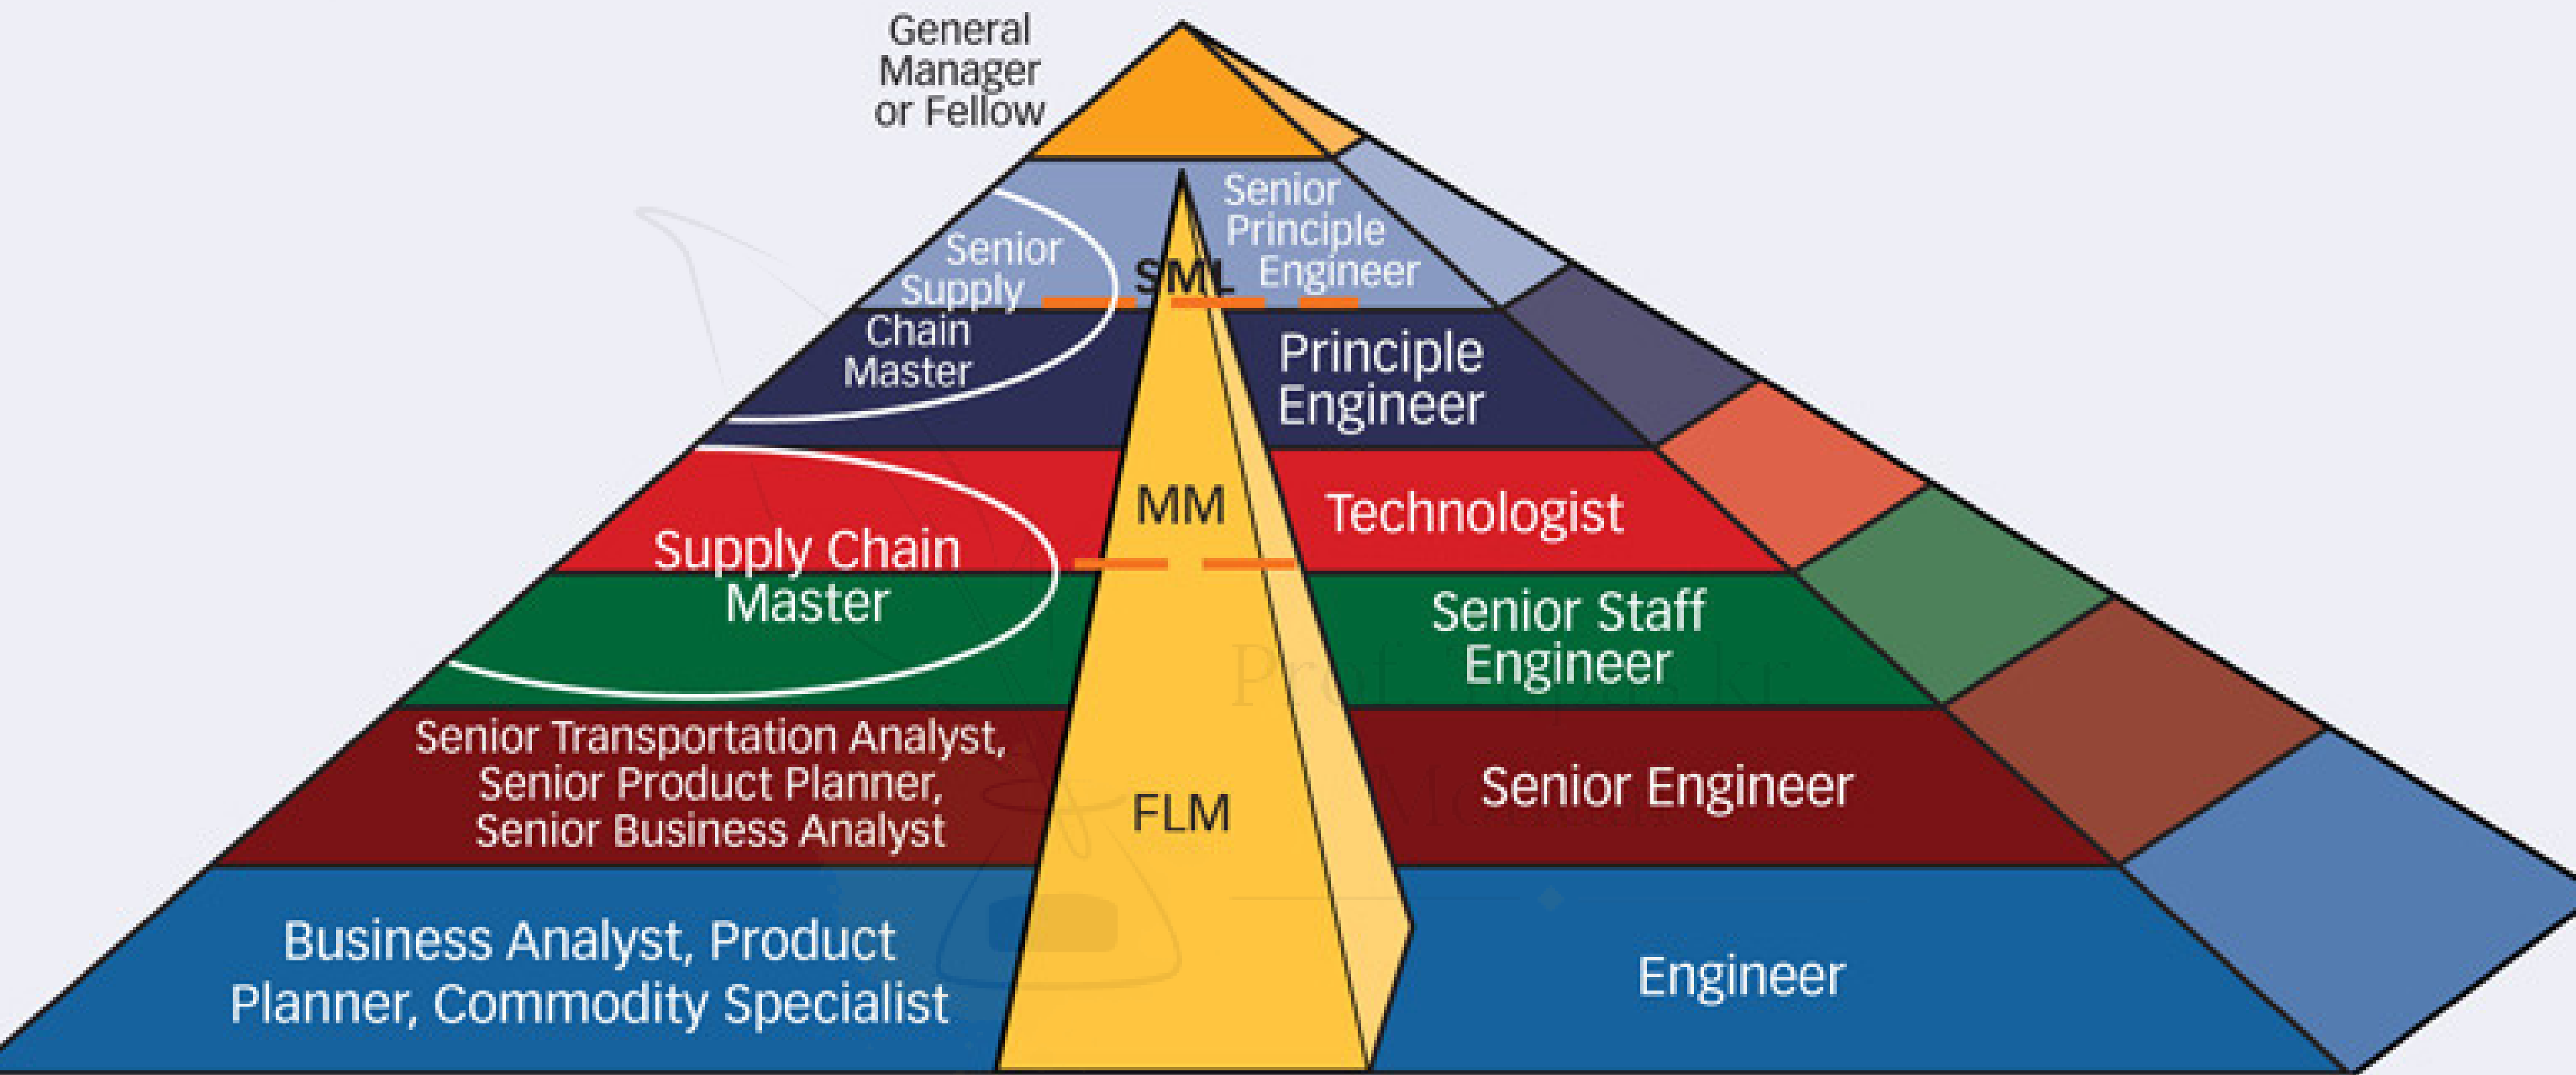 General
Manager
or Fellow
Senior
Supply
Chain
Master
SML
Senior
Principle
Engineer
Principle
Engineer
MM
Technologist
Supply Chain
Master
Senior Staff
Engineer
Senior Transportation Analyst,
Senior Product Planner,
Senior Business Analyst
FLM
Senior Engineer
Business Analyst, Product
Planner, Commodity Specialist
Engineer